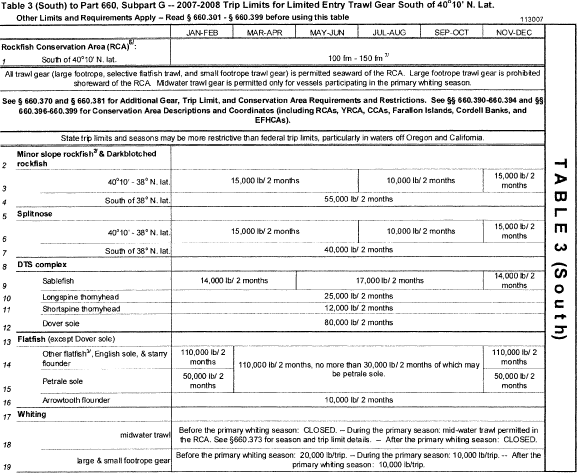 Table 3 (South) to Part 660, Subpart G -- 2007-2008 Trip Limits for Limited Entry Trawl Gear South of 40°10' N. Lat.
Other Limits and Requirements Apply -- Read § 660.301 - § 660.399 before using this table
113007
JAN-FEB MAR-APR MAY-JUN JUL-AUG SEP-OCT NOV-DEC
Rockfish Conservation Area (RCA)6/:
1 South of 40°10' N. lat. 100 fm - 150 fm 7/
All trawl gear (large footrope, selective flatfish trawl, and small footrope trawl gear) is permitted seaward of the RCA. Large footrope trawl gear is prohibited
shoreward of the RCA. Midwater trawl gear is permitted only for vessels participating in the primary whiting season.
See § 660.370 and § 660.381 for Additional Gear, Trip Limit, and Conservation Area Requirements and Restrictions. See §§ 660.390-660.394 and §§
660.396-660.399 for Conservation Area Descriptions and Coordinates (including RCAs, YRCA, CCAs, Farallon Islands, Cordell Banks, and
EFHCAs).
State trip limits and seasons may be more restrictive than federal trip limits, particularly in waters off Oregon and California.
2 Minor slope rockfish2/ & Darkblotched
rockfish
3 40°10' - 38° N. lat. 15,000 lb/ 2 months 10,000 lb/ 2 months 15,000 lb/ 2
months
4 South of 38° N. lat. 55,000 lb/ 2 months
5 Splitnose
6 40°10' - 38° N. lat. 15,000 lb/ 2 months 10,000 lb/ 2 months 15,000 lb/ 2
months
7 South of 38° N. lat. 40,000 lb/ 2 months
8 DTS complex
9 Sablefish 14,000 lb/ 2 months 17,000 lb/ 2 months 14,000 lb/ 2
months
10 Longspine thornyhead 25,000 lb/ 2 months
11 Shortspine thornyhead 12,000 lb/ 2 months
12 Dover sole 80,000 lb/ 2 months
13 Flatfish (except Dover sole)
14 Other flatfish3/, English sole, & starry
flounder 110,000 lb/ 2
months 110,000 lb/ 2 months, no more than 30,000 lb/ 2 months of which may
be petrale sole. 110,000 lb/ 2
months
15 Petrale sole 50,000 lb/ 2
months 50,000 lb/ 2
months
16 Arrowtooth flounder 10,000 lb/ 2 months
17 Whiting
18 midwater trawl Before the primary whiting season: CLOSED. -- During the primary season: mid-water trawl permitted in
the RCA. See §660.373 for season and trip limit details. -- After the primary whiting season: CLOSED.
19 large & small footrope gear Before the primary whiting season: 20,000 lb/trip. -- During the primary season: 10,000 lb/trip. -- After the
primary whiting season: 10,000 lb/trip.
TABLE 3 (South)